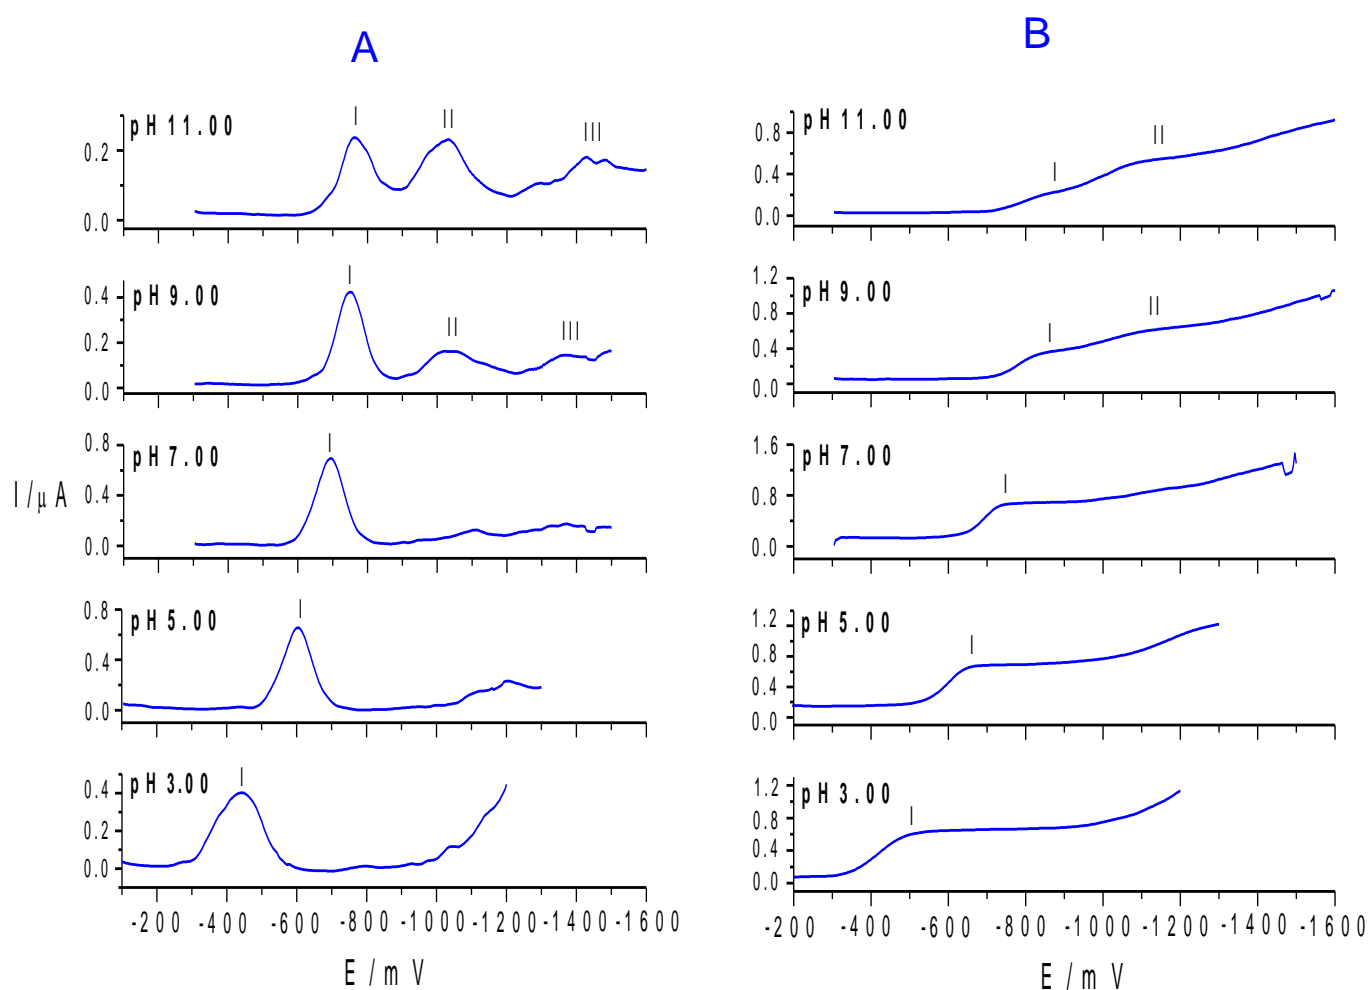 A
B
I II III
pH 11.00
0.2
0.0
I II
pH 11.00
0.8
0.4
0.0
I II III
pH 9.00
0.4
0.2
0.0
I II
pH 9.00
1.2
0.8
0.4
0.0
I
pH 7.00
0.8
0.4
0.0
I
pH 7.00
1.6
0.8
0.0
I /μA
I
pH 5.00
0.8
0.4
0.0
I
pH 5.00
1.2
0.8
0.4
0.0
I
pH 3.00
0.4
0.2
0.0
I
pH 3.00
1.2
0.8
0.4
0.0
-200 -400 -600 -800 -1000 -1200 -1400 -1600
-200 -400 -600 -800 -1000 -1200 -1400 -1600
E / mV
E / mV